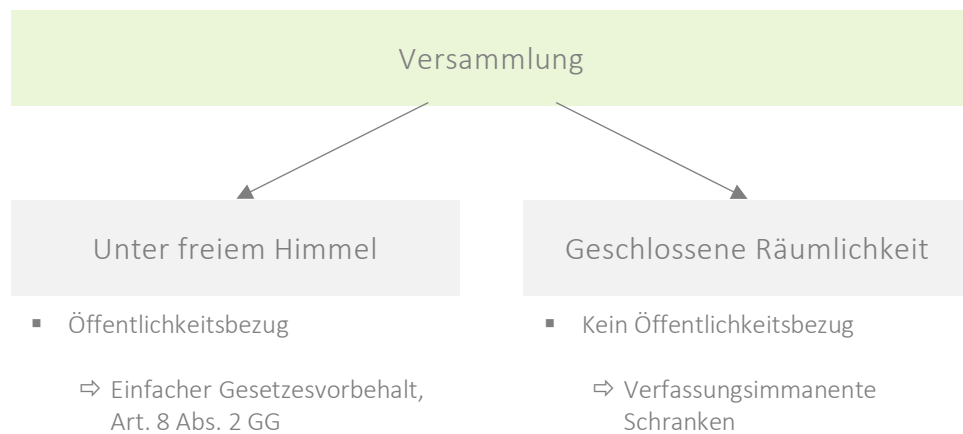 Versammlung
Unter freiem Himmel
Geschlossene Räumlichkeit
▪ Öffentlichkeitsbezug
⇨ Einfacher Gesetzesvorbehalt,
Art. 8 Abs. 2 GG
▪ Kein Öffentlichkeitsbezug
⇨ Verfassungsimmanente
Schranken